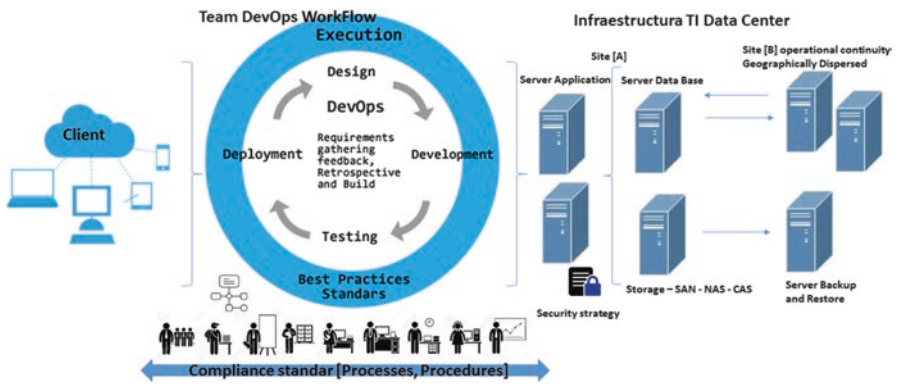 Team DevOps WorkFlow
Infraestructura TI Data Center
Execution
Design
DevOps
Requirements
gathering
feedback,
Retrospective
and Build
Deployment
Development
Testing
Best Practices
Standars
Client
Site [A]
Server Application
Server Data Base
Site [B] operational continuity
Geographically Dispersed
Security strategy
Storage – SAN - NAS - CAS
Server Backup
and Restore
Compliance standar [Processes, Procedures]